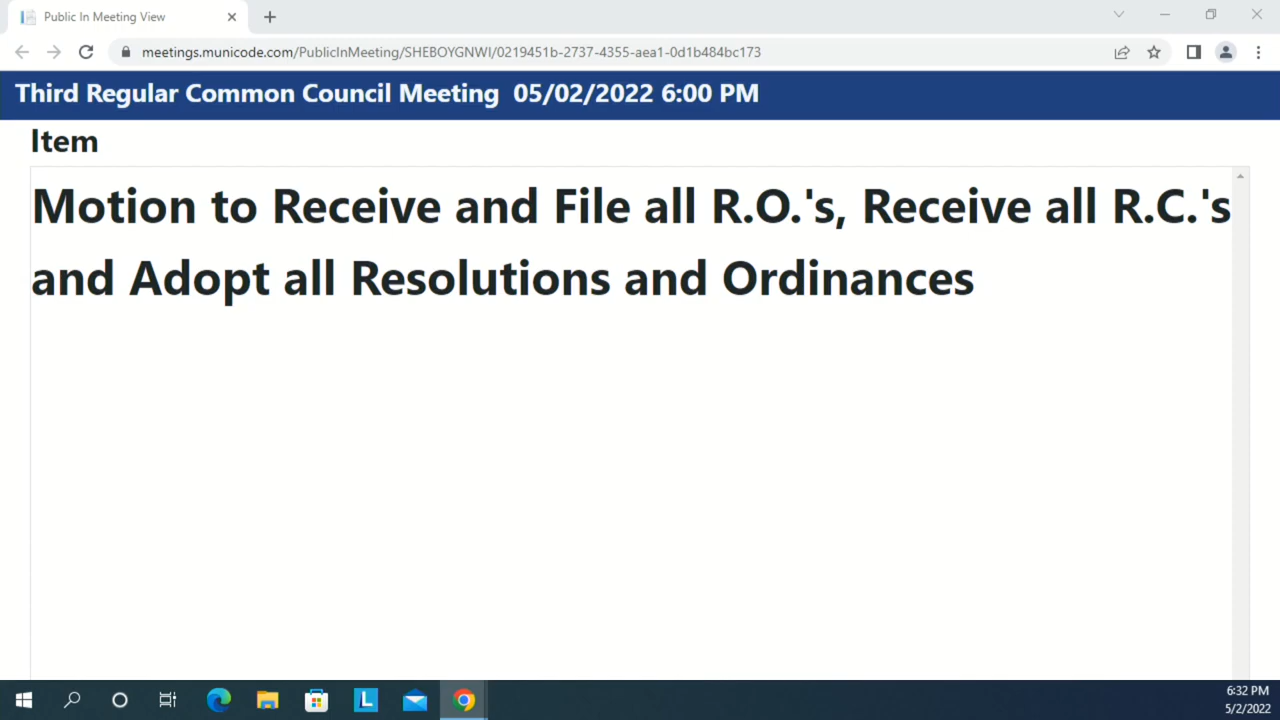 Public In Meeting View
meetings.municode.com/PublicInMeeting/SHEBOYGNWI/0219451b-2737-4355-aea1-0d1b484bc173
Third Regular Common Council Meeting 05/02/2022 6:00 PM
Item
Motion to Receive and File all R.O.'s, Receive all R.C.'s
and Adopt all Resolutions and Ordinances
L
6:32 PM
5/2/2022